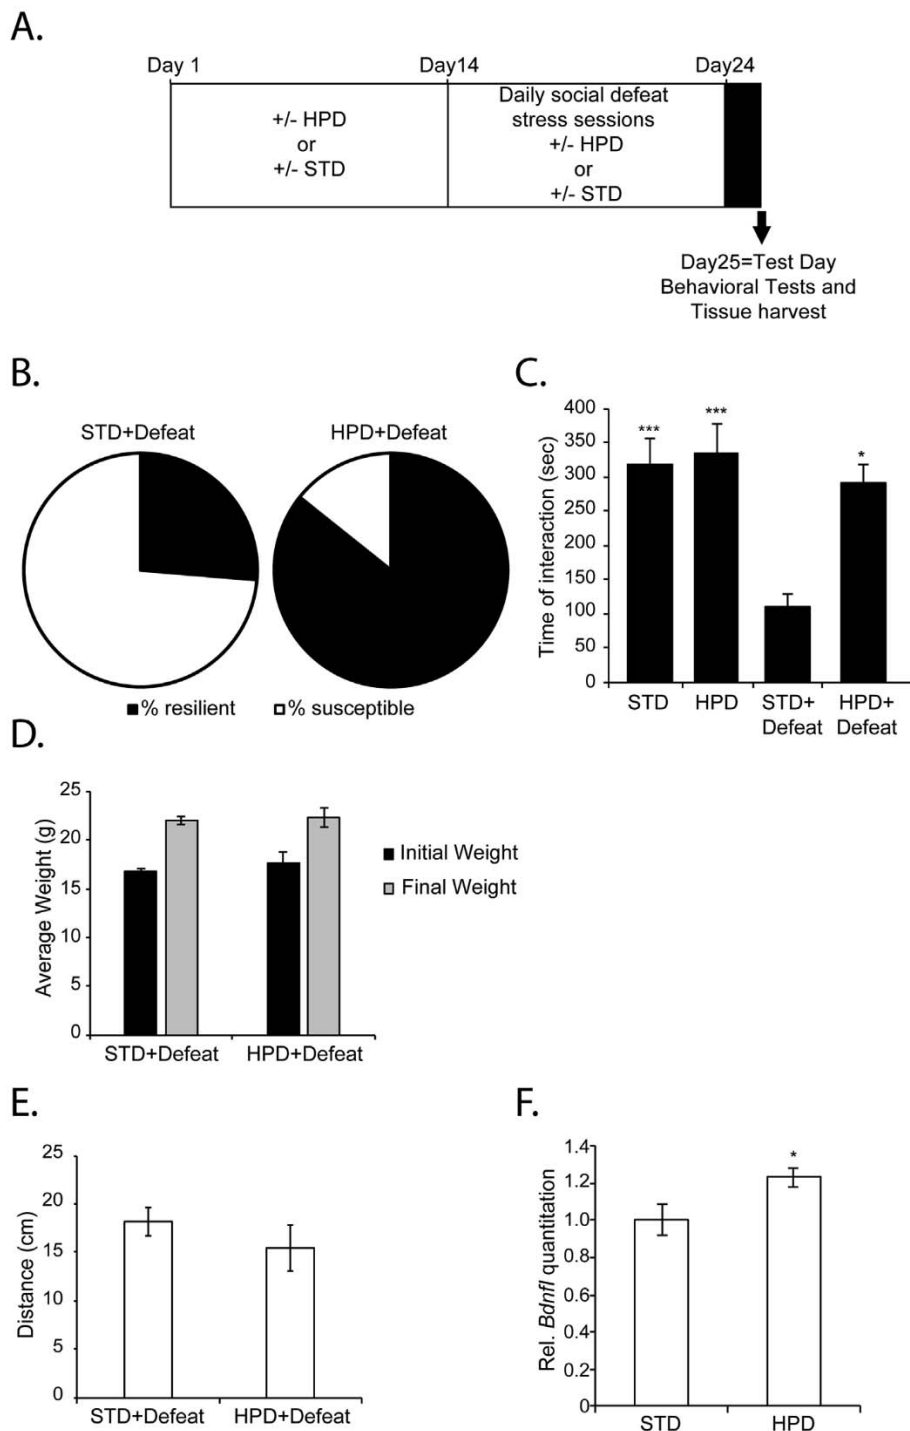 A.
Day 1
Day14
Day24
+/- HPD
or
+/- STD
Daily social defeat
stress sessions
+/- HPD
or
+/- STD
Day25=Test Day
Behavioral Tests and
Tissue harvest
B.
STD+Defeat
HPD+Defeat
% resilient
% susceptible
C.
Time of interaction (sec)
400
350
300
250
200
150
100
50
0
***
***
*
STD
HPD
STD+
Defeat
HPD+
Defeat
D.
Average Weight (g)
25
20
15
10
5
0
STD+Defeat
HPD+Defeat
Initial Weight
Final Weight
E.
Distance (cm)
25
20
15
10
5
0
STD+Defeat
HPD+Defeat
F.
Rel. BdnfI quantitation
1.4
1.2
1.0
0.8
0.6
0.4
0.2
0
*
STD
HPD